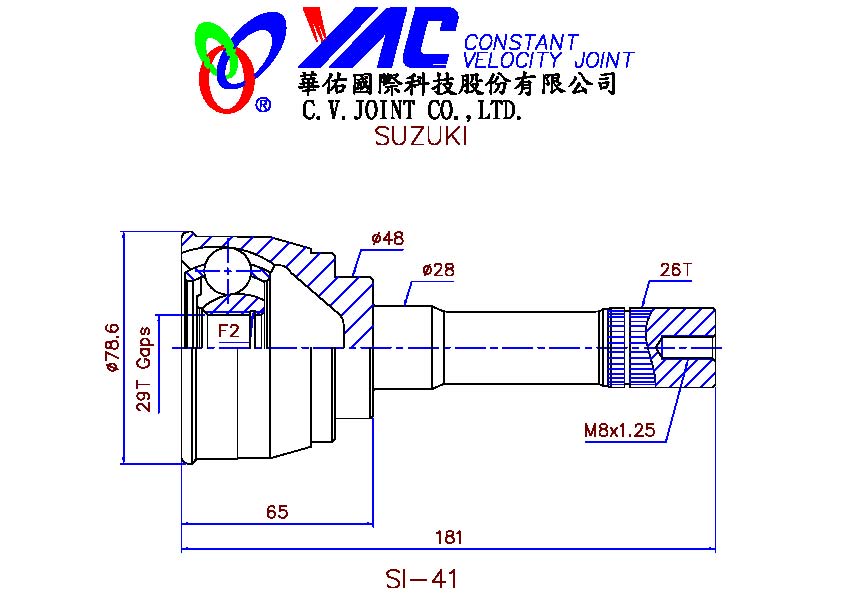 YAC CONSTANT
VELOCITY JOINT
®
華佑國際科技股份有限公司
C.V.JOINT CO.,LTD.
SUZUKI
ø48
ø28
26T
F2
ø78.6
29T Gaps
M8x1.25
65
181
SI-41